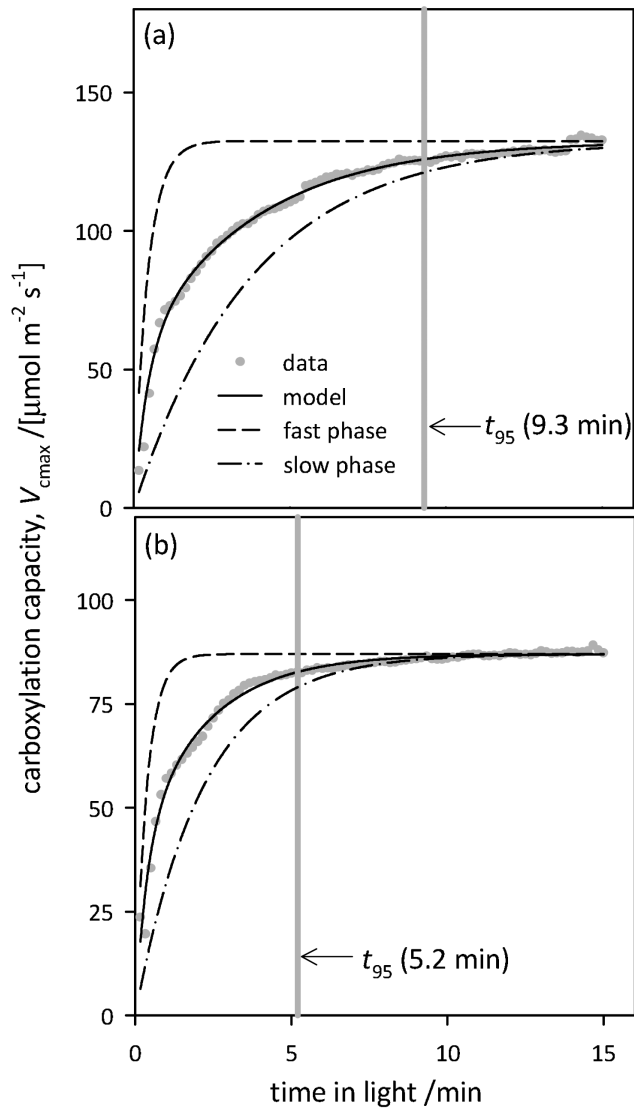 (a)
150
100
50
0
data
model
fast phase
slow phase
t95 (9.3 min)
(b)
100
75
50
25
0
t95 (5.2 min)
0 5 10 15
time in light /min
carboxylation capacity, Vcmax /[[µmol m⁻² s⁻¹]